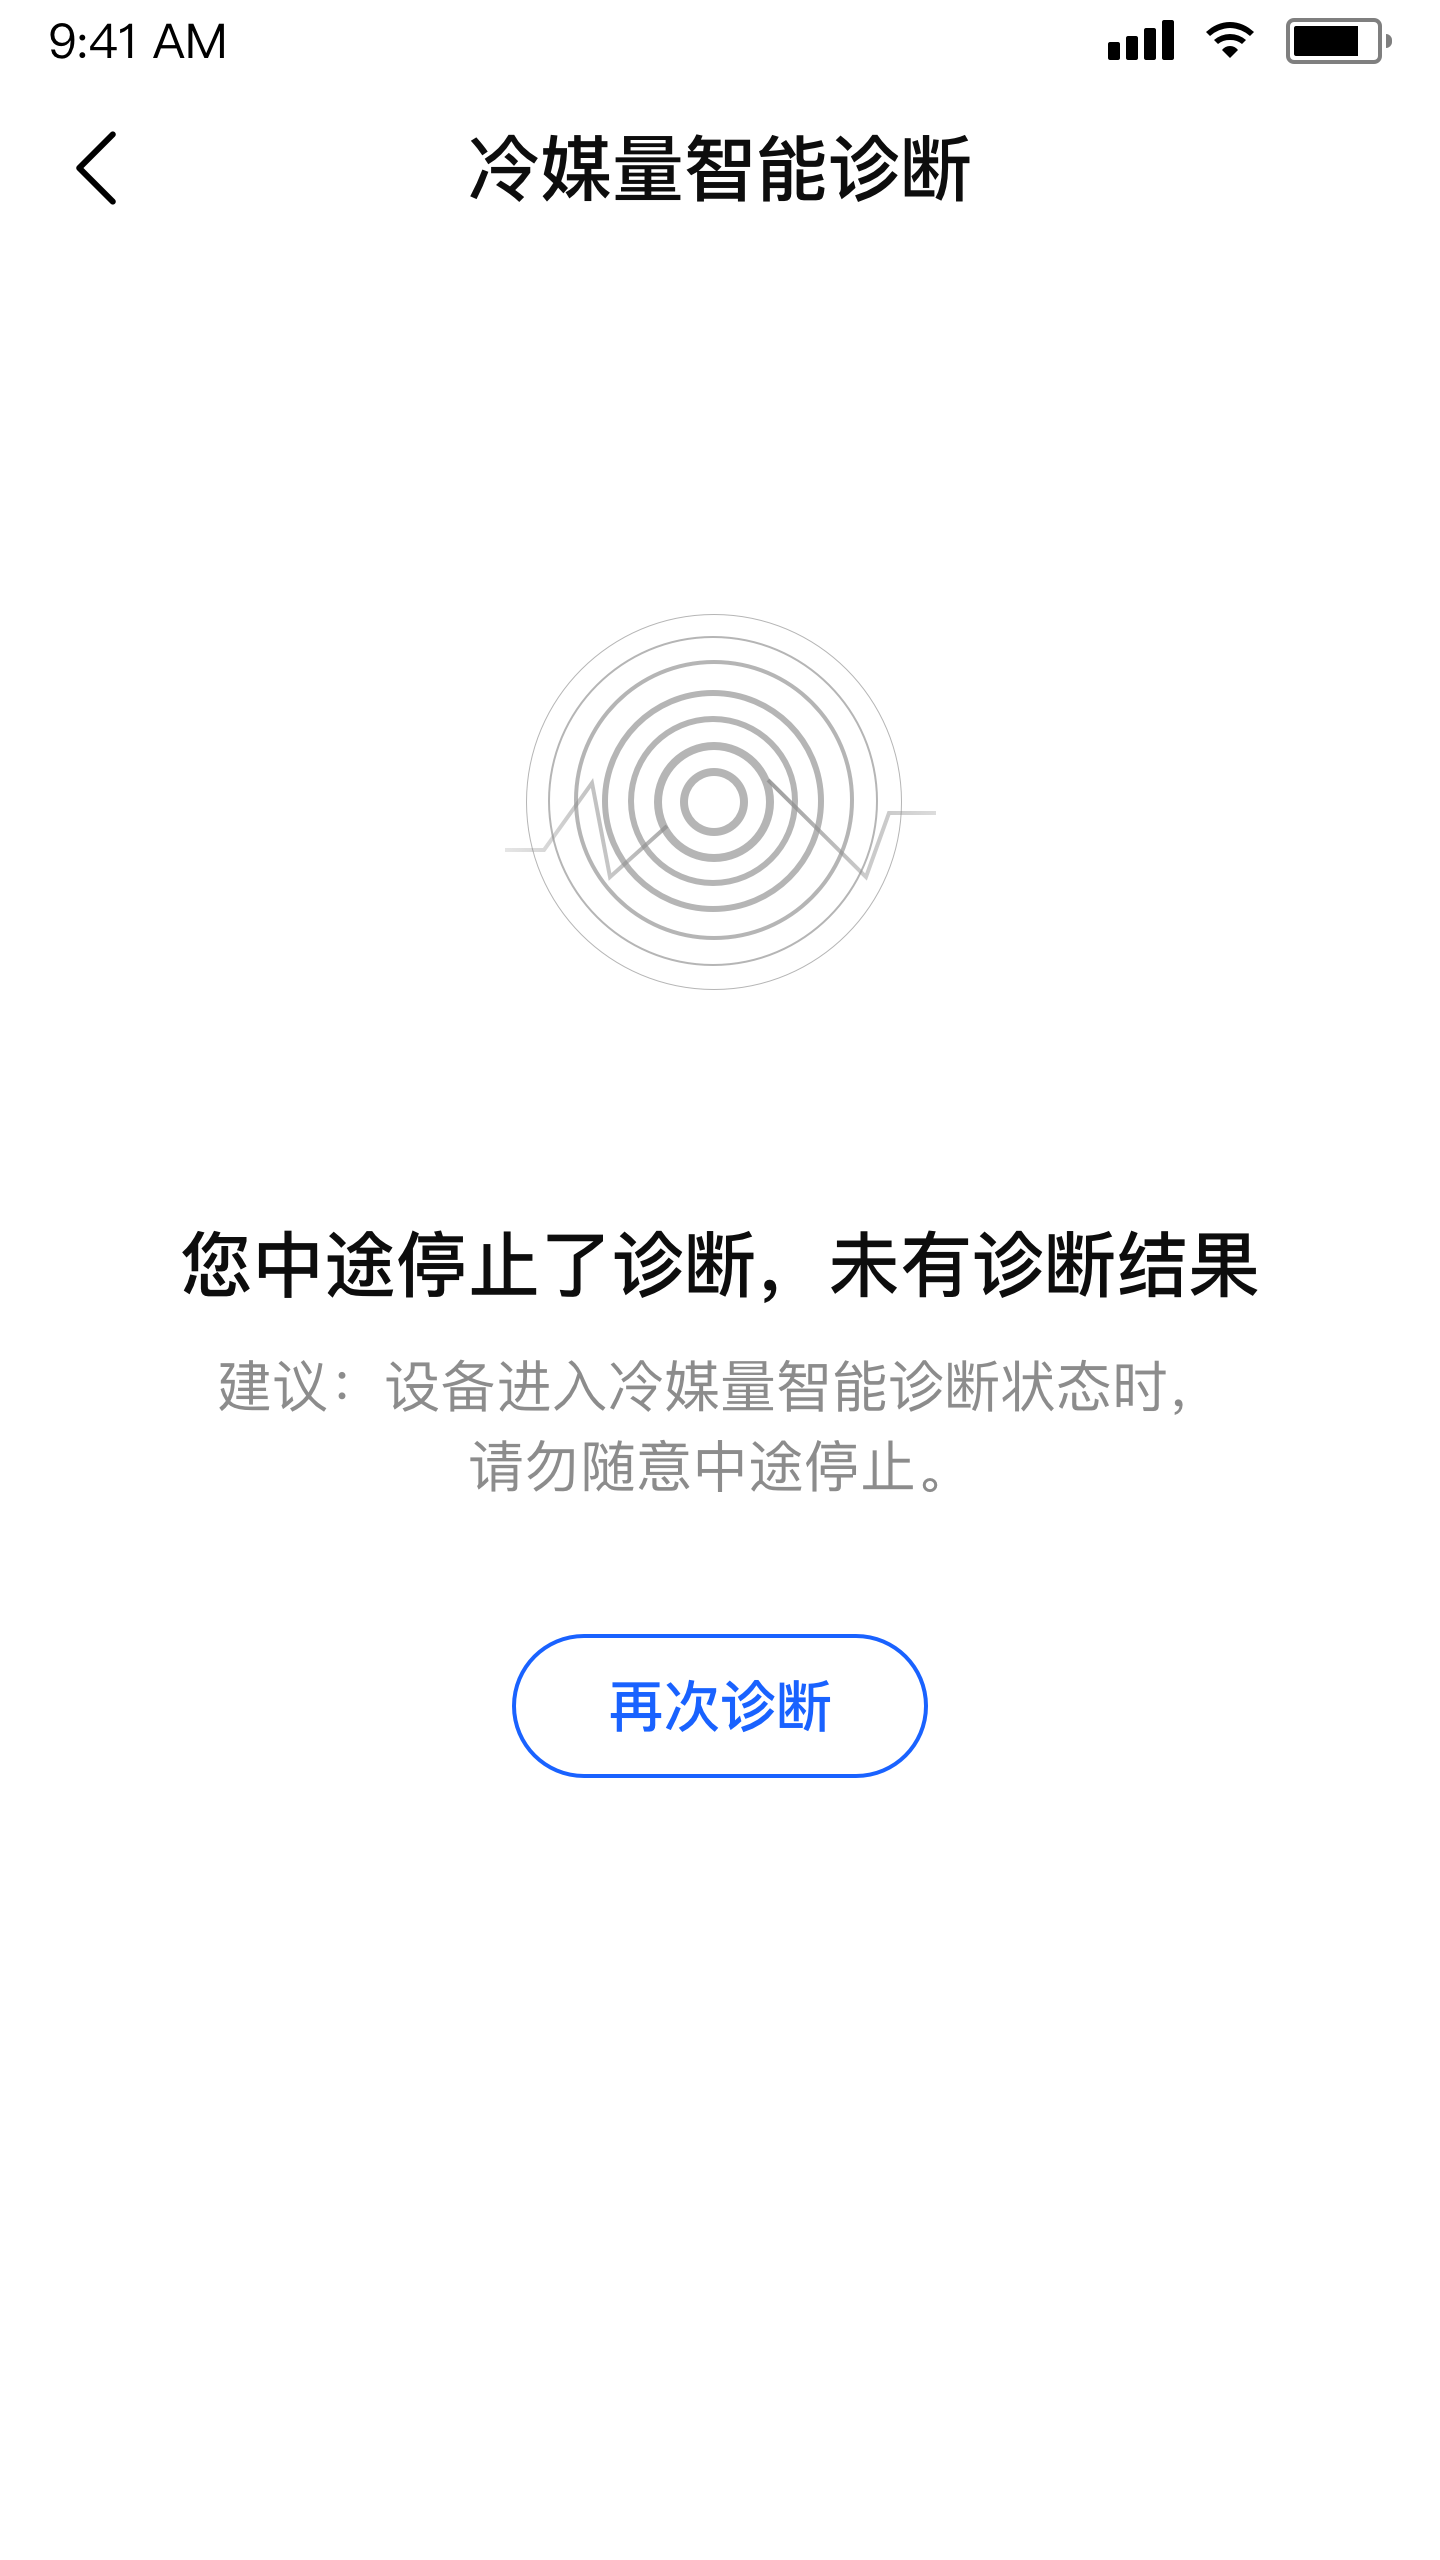 9:41 AM
冷媒量智能诊断
您中途停止了诊断，未有诊断结果
建议：设备进入冷媒量智能诊断状态时，
请勿随意中途停止。
再次诊断